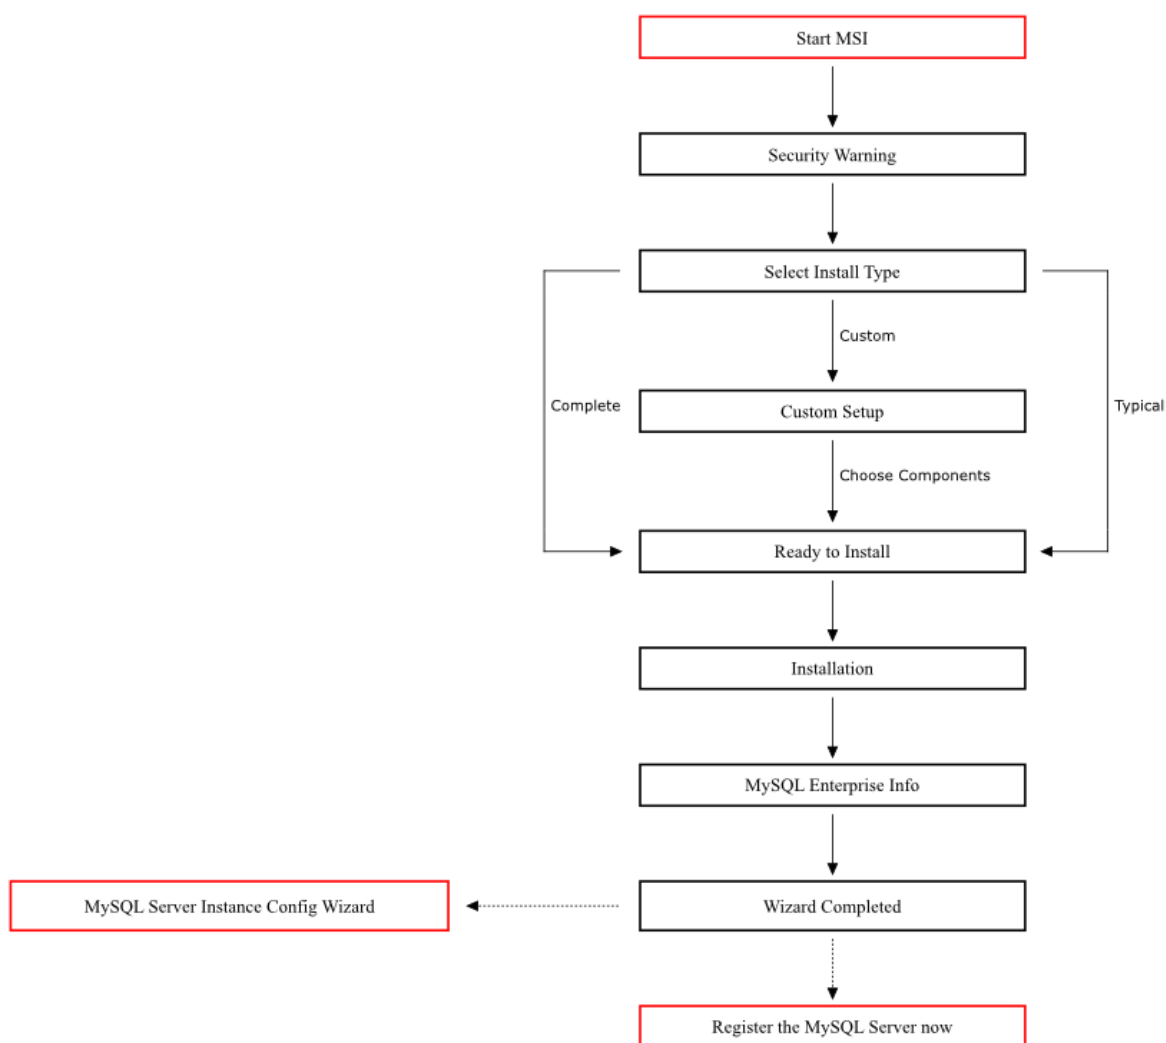 Start MSI
Security Warning
Select Install Type
Custom
Complete
Custom Setup
Typical
Choose Components
Ready to Install
Installation
MySQL Enterprise Info
MySQL Server Instance Config Wizard
Wizard Completed
Register the MySQL Server now